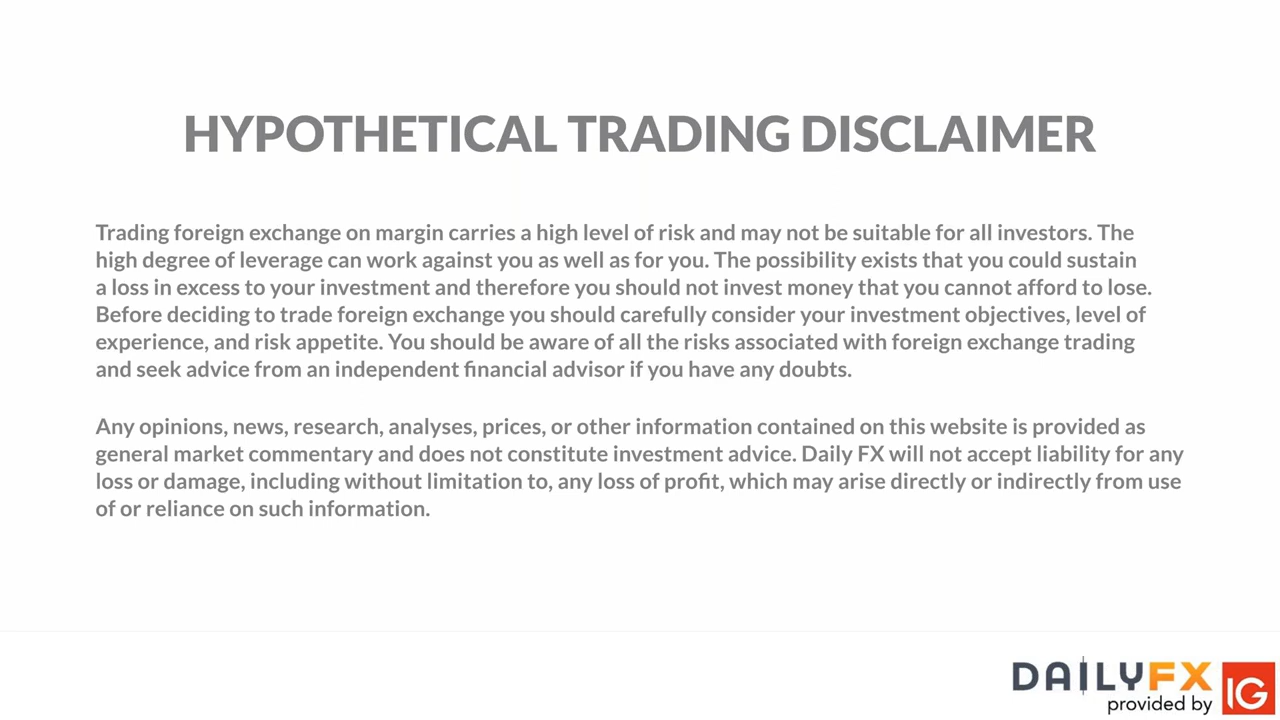 HYPOTHETICAL TRADING DISCLAIMER
Trading foreign exchange on margin carries a high level of risk and may not be suitable for all investors. The
high degree of leverage can work against you as well as for you. The possibility exists that you could sustain
a loss in excess to your investment and therefore you should not invest money that you cannot afford to lose.
Before deciding to trade foreign exchange you should carefully consider your investment objectives, level of
experience, and risk appetite. You should be aware of all the risks associated with foreign exchange trading
and seek advice from an independent financial advisor if you have any doubts.
Any opinions, news, research, analyses, prices, or other information contained on this website is provided as
general market commentary and does not constitute investment advice. Daily FX will not accept liability for any
loss or damage, including without limitation to, any loss of profit, which may arise directly or indirectly from use
of or reliance on such information.
DAILYFX
provided by IG